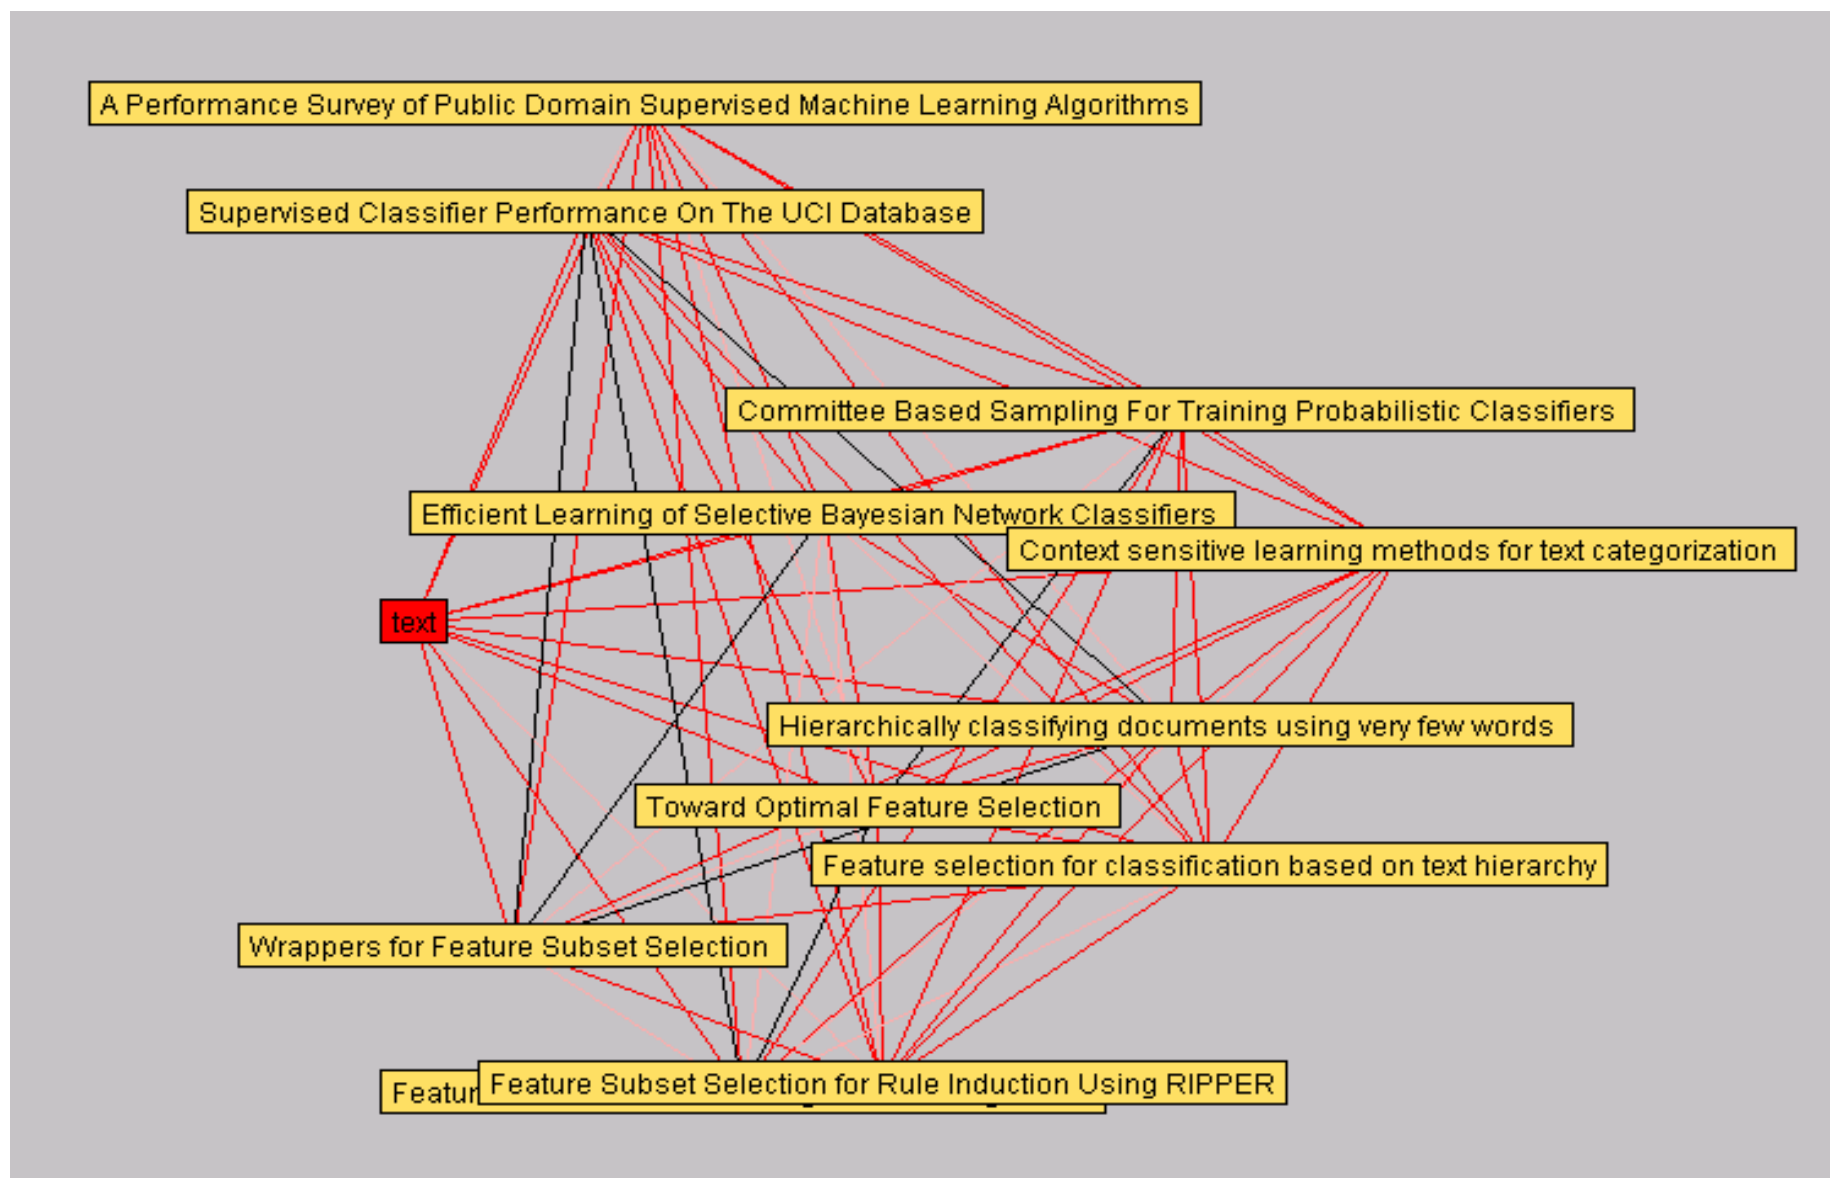 A Performance Survey of Public Domain Supervised Machine Learning Algorithms
Supervised Classifier Performance On The UCI Database
Committee Based Sampling For Training Probabilistic Classifiers
Efficient Learning of Selective Bayesian Network Classifiers
Context sensitive learning methods for text categorization
text
Hierarchically classifying documents using very few words
Toward Optimal Feature Selection
Feature selection for classification based on text hierarchy
Wrappers for Feature Subset Selection
Feature Subset Selection for Rule Induction Using RIPPER